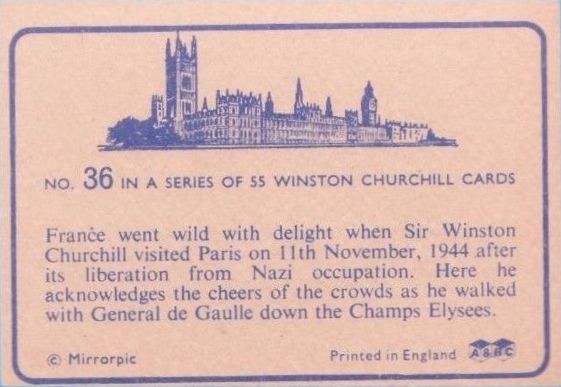 NO. 36 IN A SERIES OF 55 WINSTON CHURCHILL CARDS
France went wild with delight when Sir Winston
Churchill visited Paris on 11th November, 1944 after
its liberation from Nazi occupation. Here he
acknowledges the cheers of the crowds as he walked
with General de Gaulle down the Champs Elysees.
© Mirrorpic
Printed in England A&BC